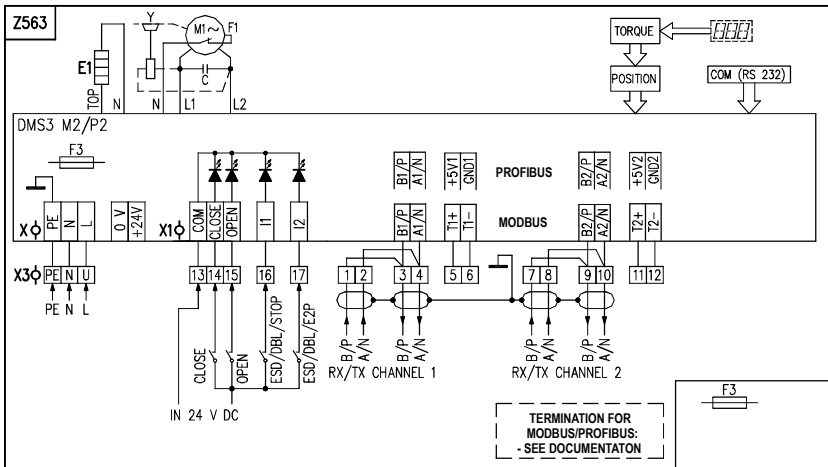 Z563
Y
M1~
F1
E1
C
TOP
N
N
L1
L2
TORQUE
POSITION
COM (RS 232)
DMS3 M2/P2
F3
B1/P
A1/N
+5V1
GND1
PROFIBUS
B2/P
A2/N
+5V2
GND2
X
PE
N
L
0 V
+24V
X1
COM
CLOSE
OPEN
I1
I2
B1/P
A1/N
T1+
T1-
MODBUS
B2/P
A2/N
T2+
T2-
X3
PE N U
13 14 15 16 17
1 2 3 4 5 6
7 8 9 10 11 12
PE N L
CLOSE
OPEN
ESD/DBL/STOP
ESD/DBL/E2P
B/P
A/N
B/P
A/N
B/P
A/N
B/P
A/N
RX/TX CHANNEL 1
RX/TX CHANNEL 2
IN 24 V DC
TERMINATION FOR
MODBUS/PROFIBUS:
- SEE DOCUMENTATON
F3